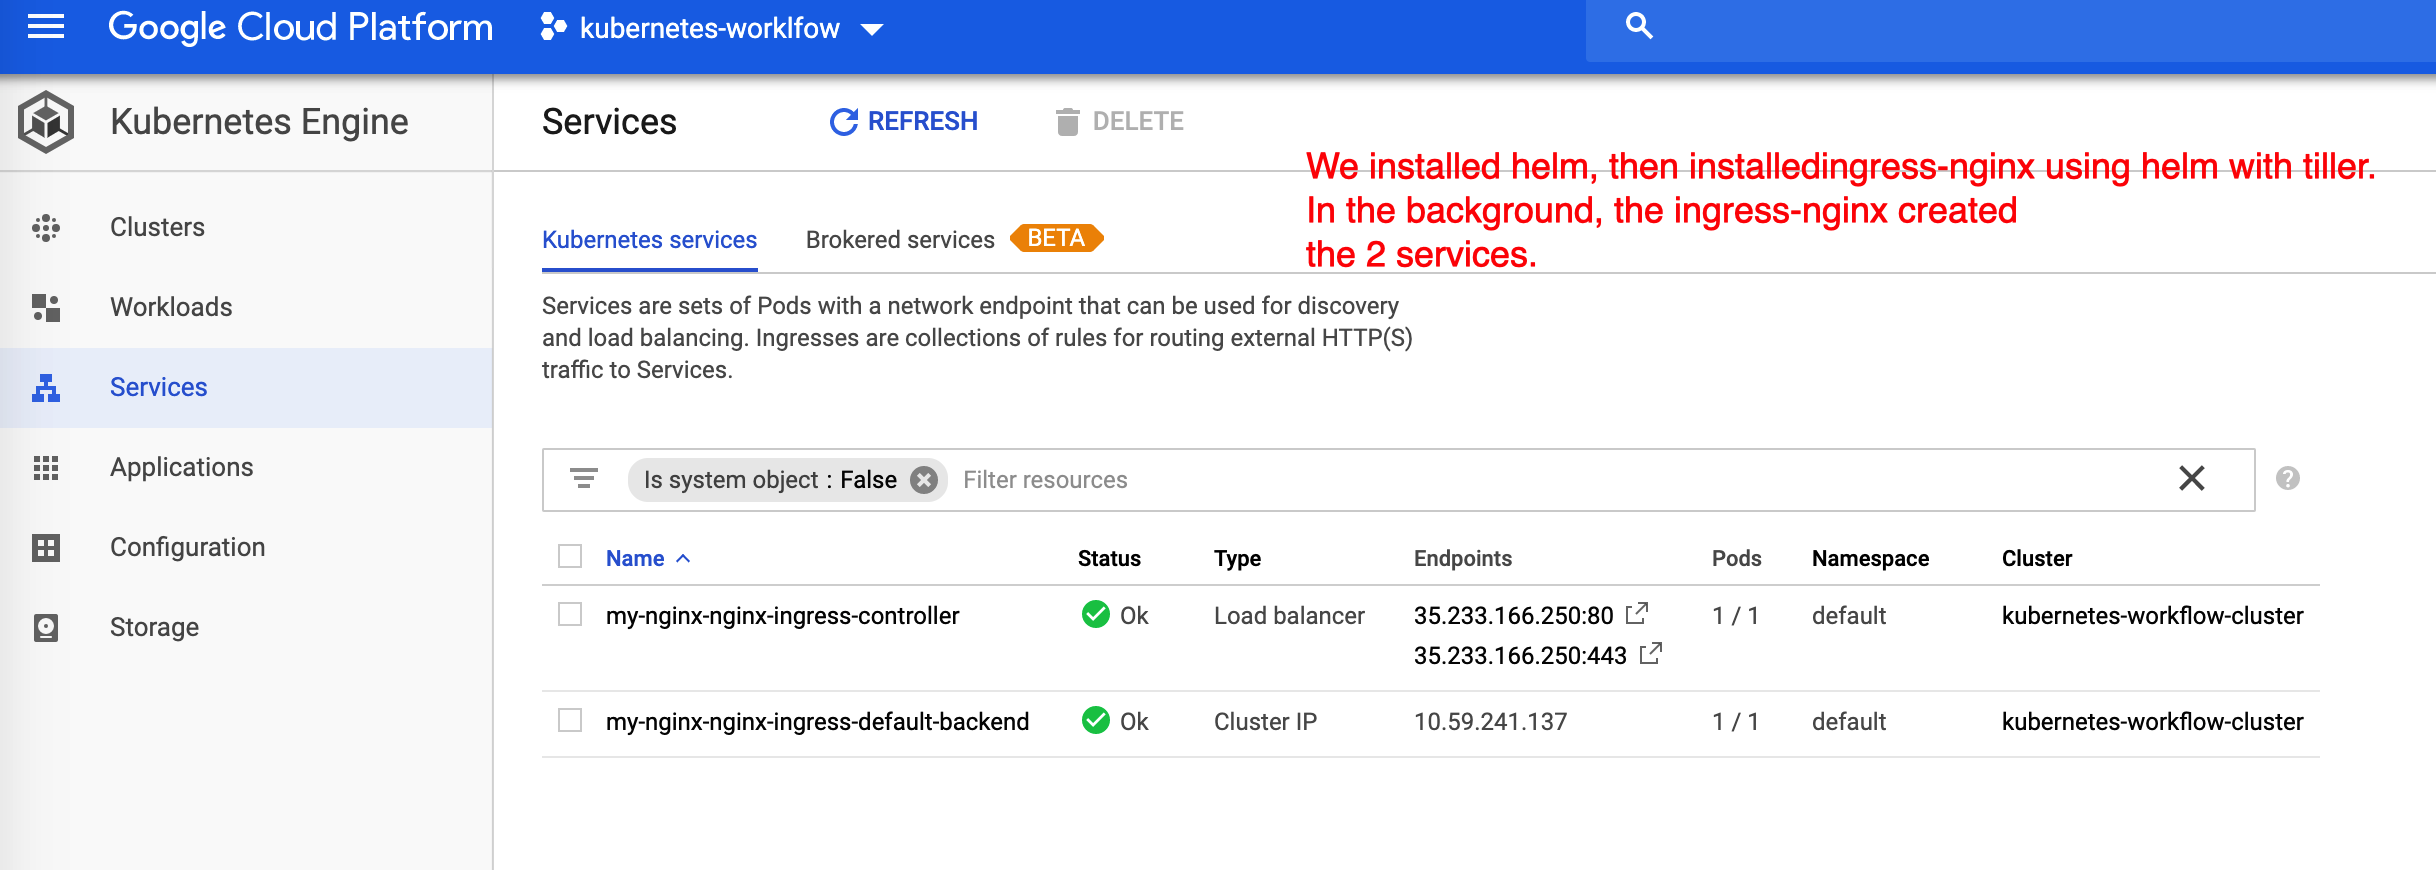 Google Cloud Platform
kubernetes-worklfow
Kubernetes Engine
Services
REFRESH
DELETE
We installed helm, then installedingress-nginx using helm with tiller.
In the background, the ingress-nginx created
the 2 services.
Clusters
Workloads
Services
Applications
Configuration
Storage
Kubernetes services
Brokered services
BETA
Services are sets of Pods with a network endpoint that can be used for discovery
and load balancing. Ingresses are collections of rules for routing external HTTP(S)
traffic to Services.
Is system object : False
Filter resources
Name Status Type Endpoints Pods Namespace Cluster
my-nginx-nginx-ingress-controller Ok Load balancer 35.233.166.250:80 1 / 1 default kubernetes-workflow-cluster
35.233.166.250:443
my-nginx-nginx-ingress-default-backend Ok Cluster IP 10.59.241.137 1 / 1 default kubernetes-workflow-cluster